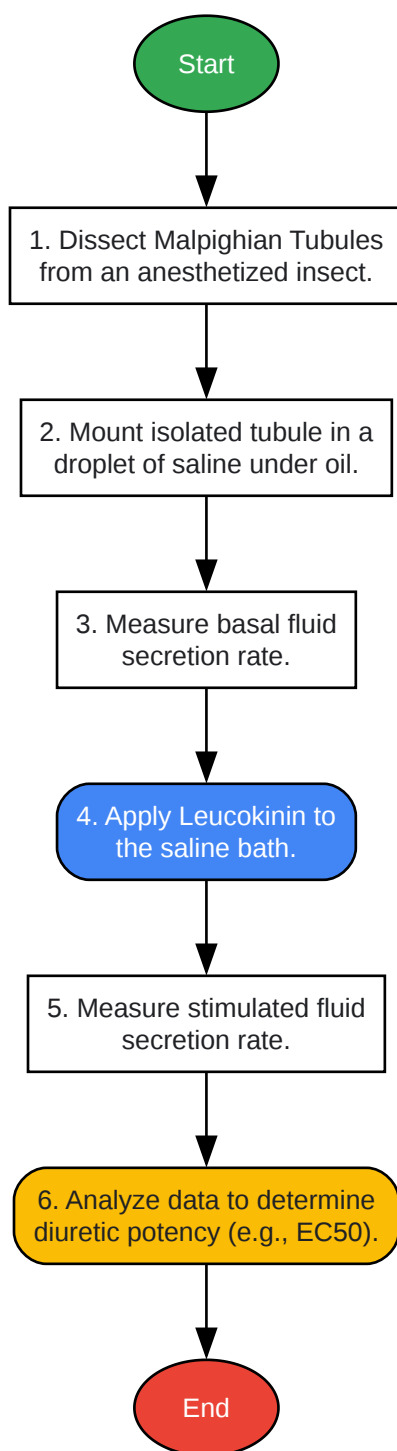 Start
1. Dissect Malpighian Tubules
from an anesthetized insect.
2. Mount isolated tubule in a
droplet of saline under oil.
3. Measure basal fluid
secretion rate.
4. Apply Leucokinin to
the saline bath.
5. Measure stimulated fluid
secretion rate.
6. Analyze data to determine
diuretic potency (e.g., EC50).
End